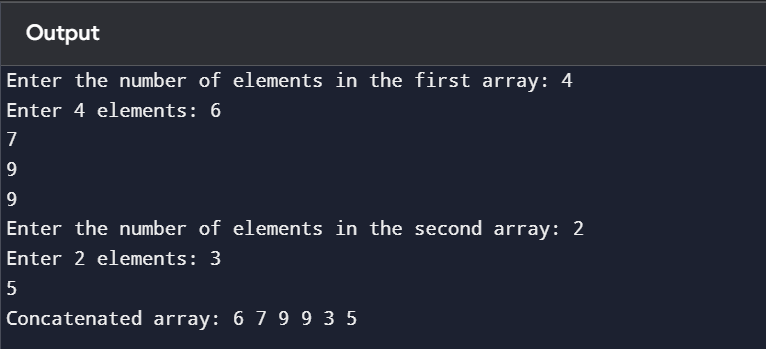 Output
Enter the number of elements in the first array: 4
Enter 4 elements: 6
7
9
9
Enter the number of elements in the second array: 2
Enter 2 elements: 3
5
Concatenated array: 6 7 9 9 3 5